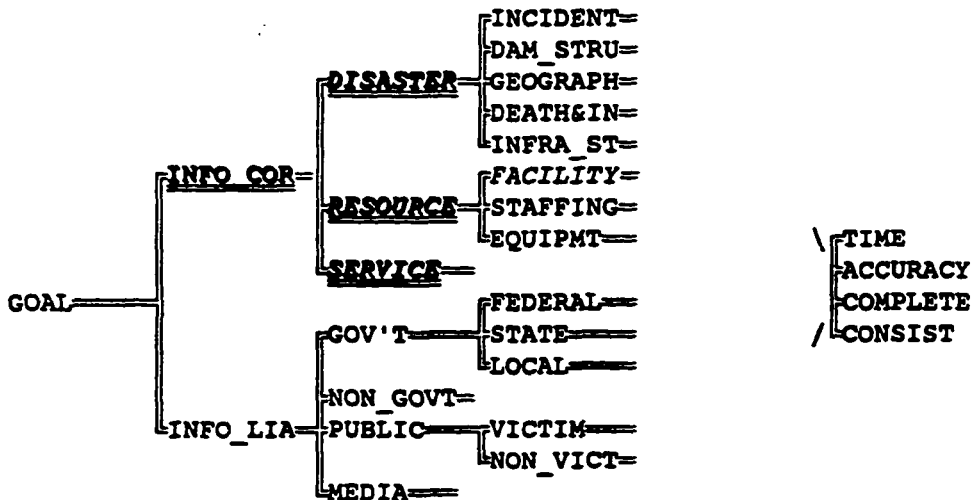 INCIDENT
DAM_STRU
DISASTER GEOGRAPH
DEATH&IN
INFRA_ST
INFO_COR FACILITY
RESOURCE STAFFING
EQUIPMT \ TIME
SERVICE ACCURACY
GOAL FEDERAL COMPLETE
GOV'T STATE / CONSIST
LOCAL
NON_GOVT
INFO_LIA PUBLIC VICTIM
NON_VICT
MEDIA